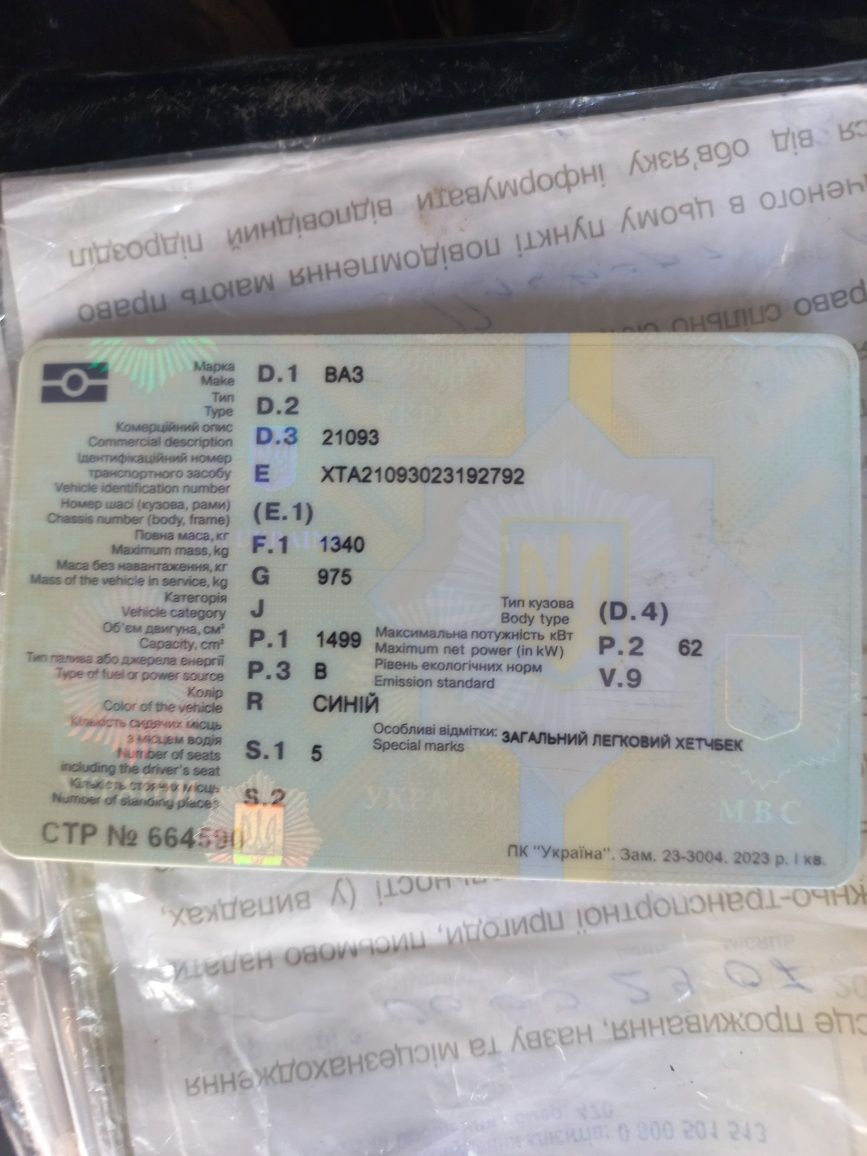 ся від обов'язку інформувати відповідний підрозділ
ченого в цьому пункті повідомлення мають право
раво спільно
Марка
Make D.1 ВАЗ
Тип
Type D.2
Комерційний опис
Commercial description D.3 21093
Ідентифікаційний номер
транспортного засобу
Vehicle identification number E XTA21093023192792
Номер шасі (кузова, рами)
Chassis number (body, frame) (E.1)
Повна маса, кг
Maximum mass, kg F.1 1340
Маса без навантаження, кг
Mass of the vehicle in service, kg G 975
Категорія
Vehicle category J
Тип кузова
Body type (D.4)
Об'єм двигуна, см³
Capacity, cm³ P.1 1499
Максимальна потужність кВт
Maximum net power (in kW) P.2 62
Тип палива або джерела енергії
Type of fuel or power source P.3 B
Рівень екологічних норм
Emission standard V.9
Колір
Color of the vehicle R СИНІЙ
Кількість сидячих місць
з місцем водія
Number of seats
including the driver's seat S.1 5
Особливі відмітки: ЗАГАЛЬНИЙ ЛЕГКОВИЙ ХЕТЧБЕК
Special marks
Кількість стоячих місць
Number of standing places S.2
МВС
СТР № 664590
ПК "Україна". Зам. 23-3004. 2023 р. I кв.
жньо-транспортної пригоди, письмово надати
(у випадках,
29 07
місце проживання, назву та місцезнаходження
0 800 501 513